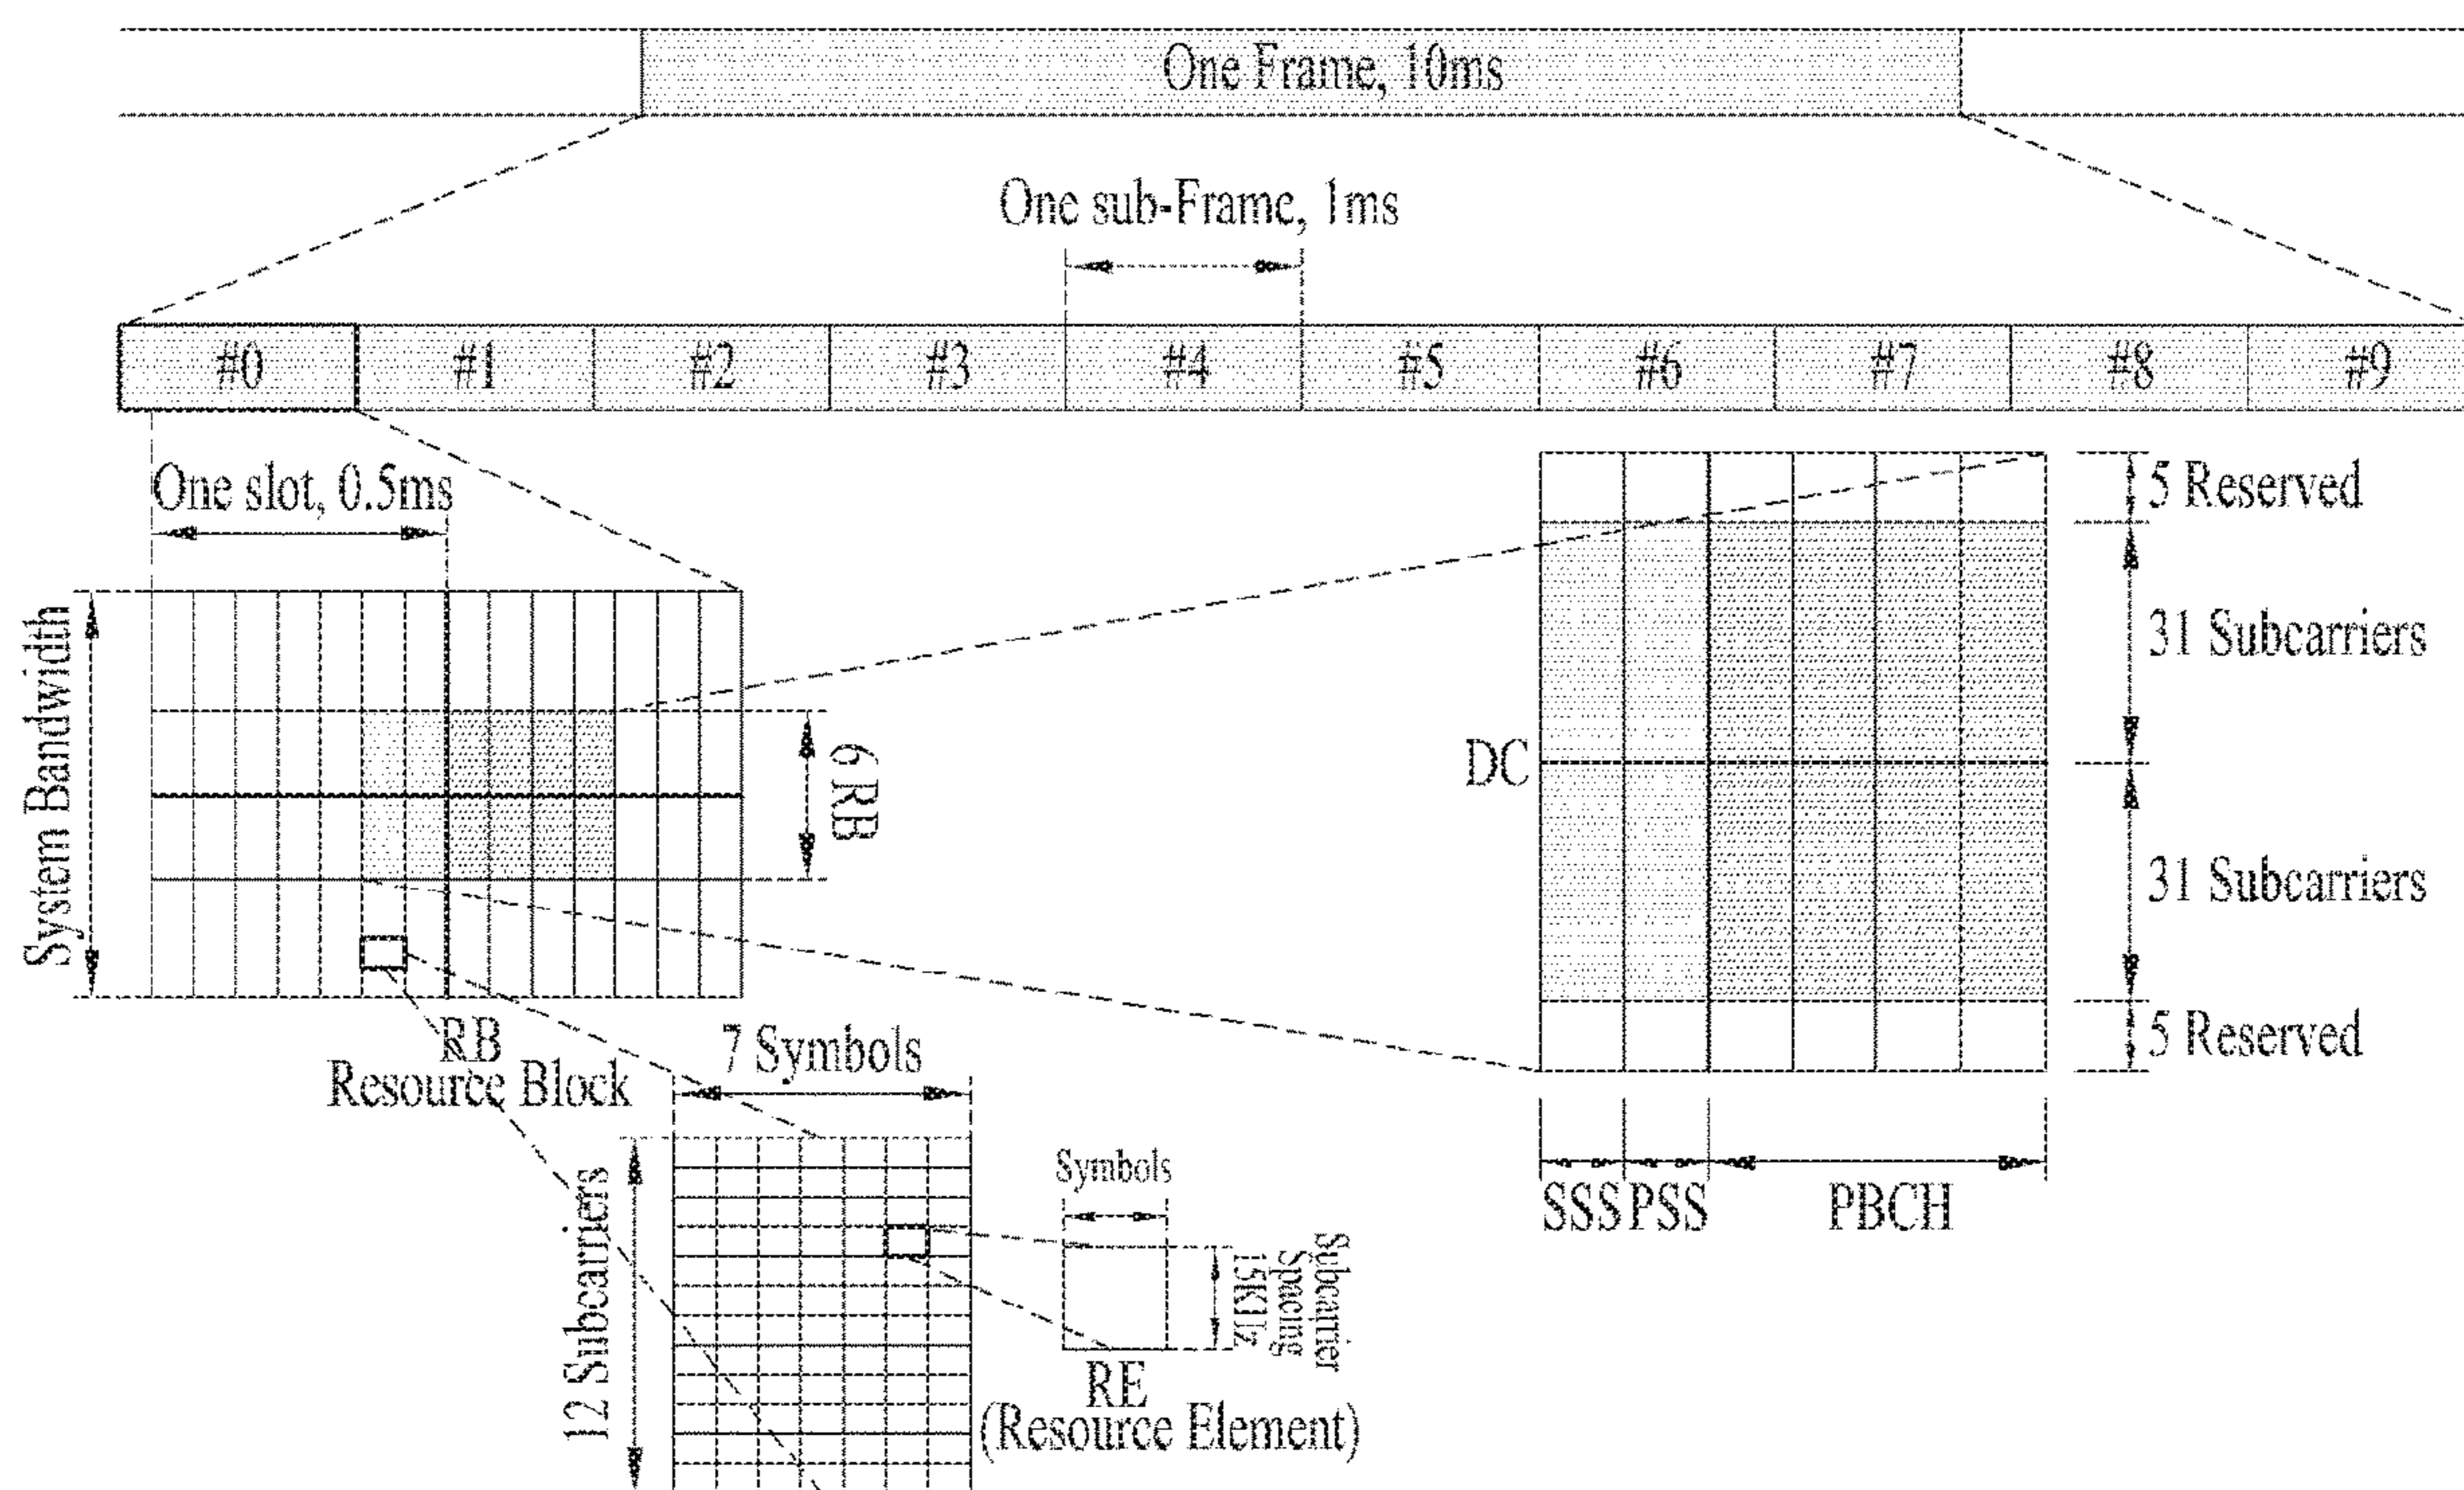 One Frame, 10ms
One sub-Frame, 1ms
#0 #1 #2 #3 #4 #5 #6 #7 #8 #9
One slot, 0.5ms
System Bandwidth
6 RB
5 Reserved
31 Subcarriers
DC
31 Subcarriers
5 Reserved
SSS PSS PBCH
RB
Resource Block
7 Symbols
12 Subcarriers
Symbols
Subcarrier
Spacing
15KHz
RE
(Resource Element)